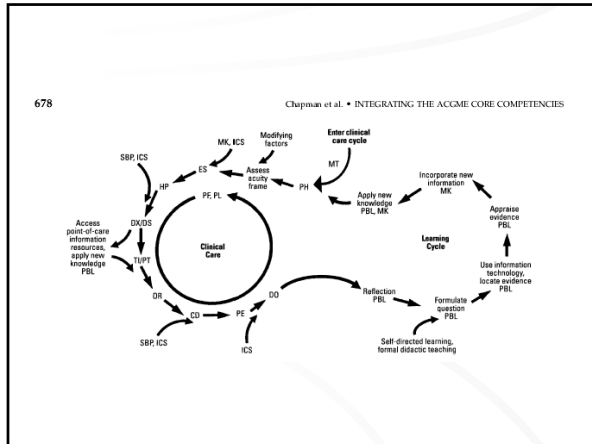 678
Chapman et al. • INTEGRATING THE ACGME CORE COMPETENCIES
Enter clinical
care cycle
Modifying
factors
MK, ICS
SBP, ICS
MT
ES
Assess
acuity
frame
PH
HP
PF, PL
Apply new
knowledge
PBL, MK
Incorporate new
information
MK
Appraise
evidence
PBL
Access
point-of-care
information
resources,
apply new
knowledge
PBL
DX/DS
TI/PT
Clinical
Care
Learning
Cycle
Use information
technology,
locate evidence
PBL
OR
CD
PE
DO
Reflection
PBL
Formulate
question
PBL
SBP, ICS
ICS
Self-directed learning,
formal didactic teaching